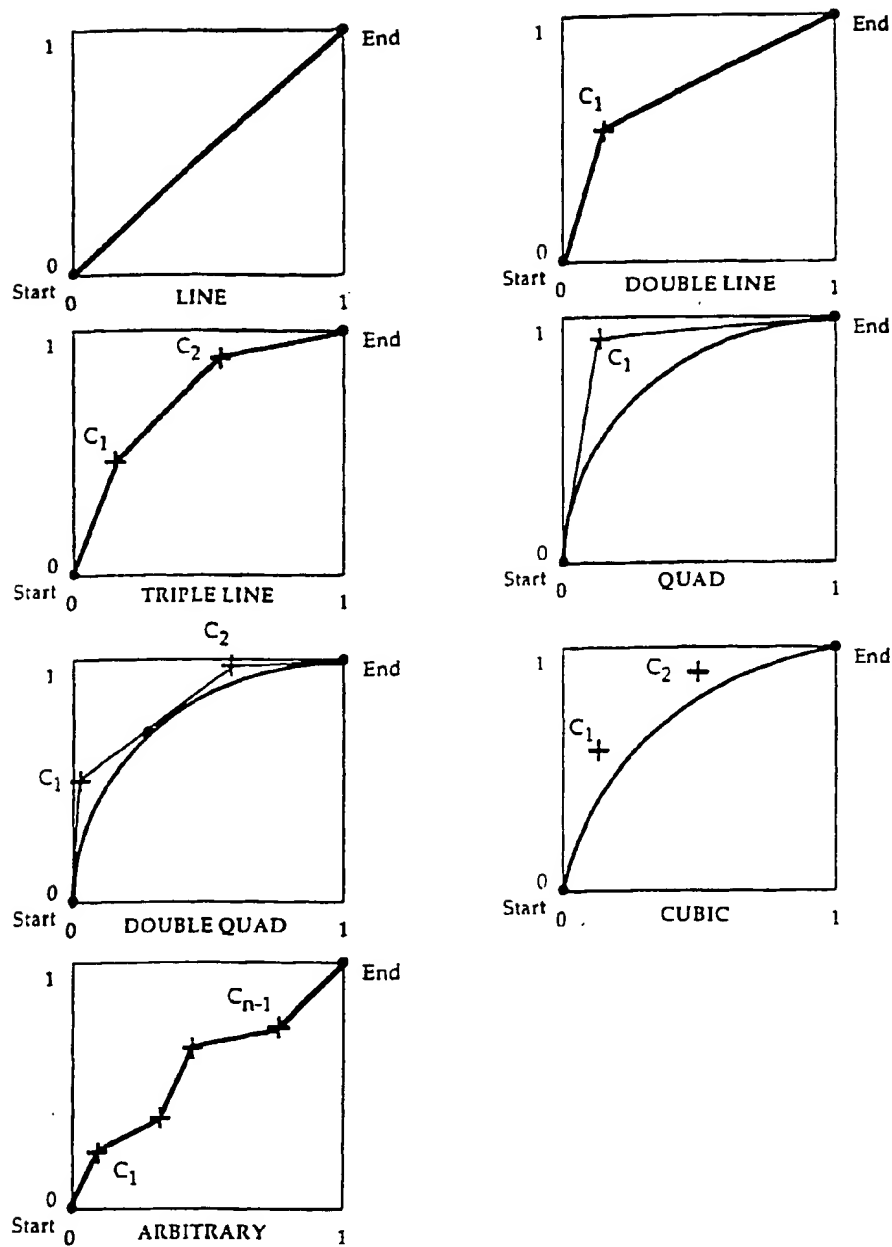 1
End
0
Start 0 LINE 1
1
End
C1
0
Start 0 DOUBLE LINE 1
1
End
C2
C1
0
Start 0 TRIPLE LINE 1
1
End
C1
0
Start 0 QUAD 1
C2
1
End
C1
0
Start 0 DOUBLE QUAD 1
1
End
C2
C1
0
Start 0 CUBIC 1
1
End
Cn-1
0
C1
Start 0 ARBITRARY 1